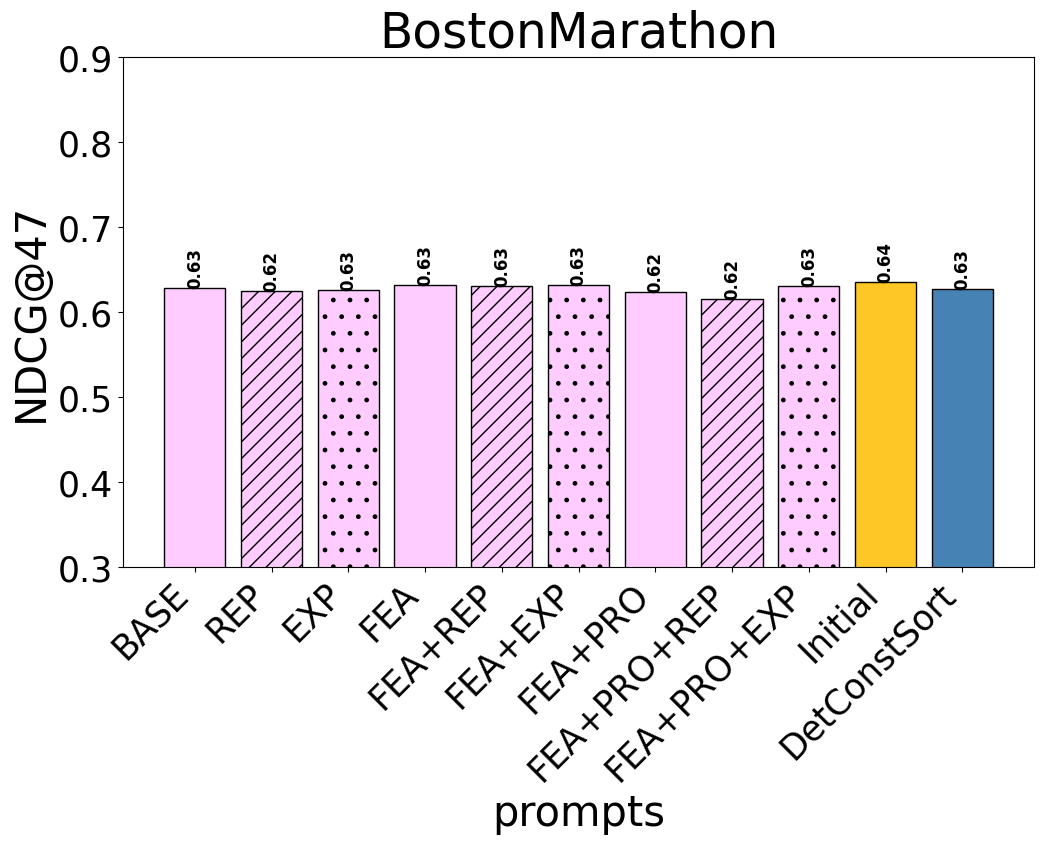 BostonMarathon
NDCG@47
0.9
0.8
0.7
0.6
0.5
0.4
0.3
0.63
0.62
0.63
0.63
0.63
0.63
0.62
0.62
0.63
0.64
0.63
BASE
REP
EXP
FEA
FEA+REP
FEA+EXP
FEA+PRO
FEA+PRO+REP
FEA+PRO+EXP
Initial
DetConstSort
prompts